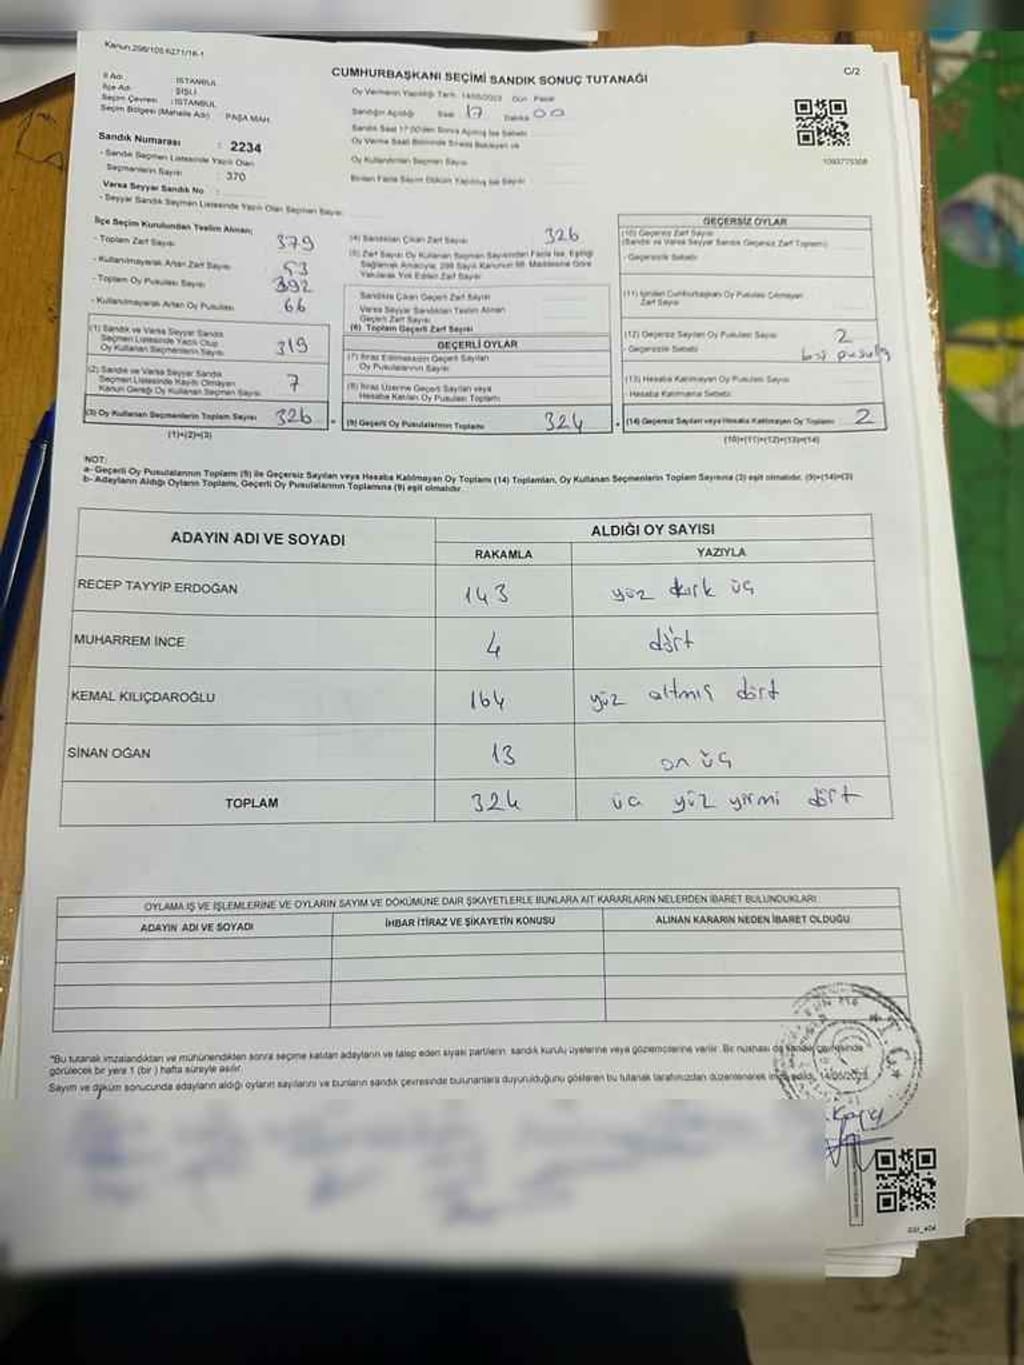 Kanun 298/105 6271/16-1
CUMHURBAŞKANI SEÇİMİ SANDIK SONUÇ TUTANAĞI
C/2
İl Adı : İSTANBUL
İlçe Adı : ŞİŞLİ
Seçim Çevresi : İSTANBUL
Seçim Bölgesi (Mahalle Adı) PAŞA MAH.
Oy Vermenin Yapıldığı Tarih: 14/05/2023 Gün Pazar
Sandığın Açıldığı Saat 17 Dakika 00
Sandık Saat 17:00'den Sonra Açılmış İse Sebebi
Oy Verme Saati Bitiminde Sırada Bekleyen ve
Oy Kullandırılan Seçmen Sayısı
Birden Fazla Sayım Döküm Yapılmış İse Sayısı
Sandık Numarası : 2234
- Sandık Seçmen Listesinde Yazılı Olan
Seçmenlerin Sayısı : 370
Varsa Seyyar Sandık No :
- Seyyar Sandık Seçmen Listesinde Yazılı Olan Seçmen Sayısı
İlçe Seçim Kurulundan Teslim Alınan;
- Toplam Zarf Sayısı 379
- Kullanılmayarak Artan Zarf Sayısı 53
- Toplam Oy Pusulası Sayısı 392
- Kullanılmayarak Artan Oy Pusulası 66
(1) Sandık ve Varsa Seyyar Sandık
Seçmen Listesinde Yazılı Olup
Oy Kullanan Seçmenlerin Sayısı 319
(2) Sandık ve Varsa Seyyar Sandık
Seçmen Listesinde Kayıtlı Olmayan
Kanun Gereği Oy Kullanan Seçmen Sayısı 7
(3) Oy Kullanan Seçmenlerin Toplam Sayısı 326
(1)+(2)=(3)
(4) Sandıktan Çıkan Zarf Sayısı 326
(5) Zarf Sayısı Oy Kullanan Seçmen Sayısından Fazla İse, Eşitliği
Sağlamak Amacıyla, 298 Sayılı Kanunun 98. Maddesine Göre
Yakılarak Yok Edilen Zarf Sayısı
Sandıkta Çıkan Geçerli Zarf Sayısı
Varsa Seyyar Sandıktan Teslim Alınan
Geçerli Zarf Sayısı
(6) Toplam Geçerli Zarf Sayısı
GEÇERLİ OYLAR
(7) İtiraz Edilmeksizin Geçerli Sayılan
Oy Pusulalarının Sayısı
(8) İtiraz Üzerine Geçerli Sayılan veya
Hesaba Katılan Oy Pusulası Toplamı
(9) Geçerli Oy Pusulalarının Toplamı 324
GEÇERSİZ OYLAR
(10) Geçersiz Zarf Sayısı
(Sandık ve Varsa Seyyar Sandık Geçersiz Zarf Toplamı)
- Geçersizlik Sebebi
(11) İçinden Cumhurbaşkanı Oy Pusulası Çıkmayan
Zarf Sayısı
(12) Geçersiz Sayılan Oy Pusulası Sayısı 2
- Geçersizlik Sebebi boş pusula
(13) Hesaba Katılmayan Oy Pusulası Sayısı
- Hesaba Katılmama Sebebi
(14) Geçersiz Sayılan veya Hesaba Katılmayan Oy Toplamı 2
(10)+(11)+(12)+(13)=(14)
NOT:
a- Geçerli Oy Pusulalarının Toplamı (9) ile Geçersiz Sayılan veya Hesaba Katılmayan Oy Toplamı (14) Toplamları, Oy Kullanan Seçmenlerin Toplam Sayısına (3) eşit olmalıdır. (9)+(14)=(3)
b- Adayların Aldığı Oyların Toplamı, Geçerli Oy Pusulalarının Toplamına (9) eşit olmalıdır.
ADAYIN ADI VE SOYADI
ALDIĞI OY SAYISI
RAKAMLA YAZIYLA
RECEP TAYYİP ERDOĞAN 143 yüz kırk üç
MUHARREM İNCE 4 dört
KEMAL KILIÇDAROĞLU 164 yüz altmış dört
SİNAN OĞAN 13 on üç
TOPLAM 324 üç yüz yirmi dört
OYLAMA İŞ VE İŞLEMLERİNE VE OYLARIN SAYIM VE DÖKÜMÜNE DAİR ŞİKAYETLERLE BUNLARA AİT KARARLARIN NELERDEN İBARET BULUNDUKLARI
ADAYIN ADI VE SOYADI
İHBAR İTİRAZ VE ŞİKAYETİN KONUSU
ALINAN KARARIN NEDEN İBARET OLDUĞU
*Bu tutanak imzalandıktan ve mühürlendikten sonra seçime katılan adayların ve talep eden siyasi partilerin sandık kurulu üyelerine veya gözlemcilerine verilir. Bir nüshası da sandık çevresinde
görülecek bir yere 1 (bir) hafta süreyle asılır.
Sayım ve döküm sonucunda adayların aldığı oyların sayılarını ve bunların sandık çevresinde bulunanlara duyurulduğunu gösteren bu tutanak tarafımızdan düzenlenerek imza edildi. 14/05/2023
T.C.